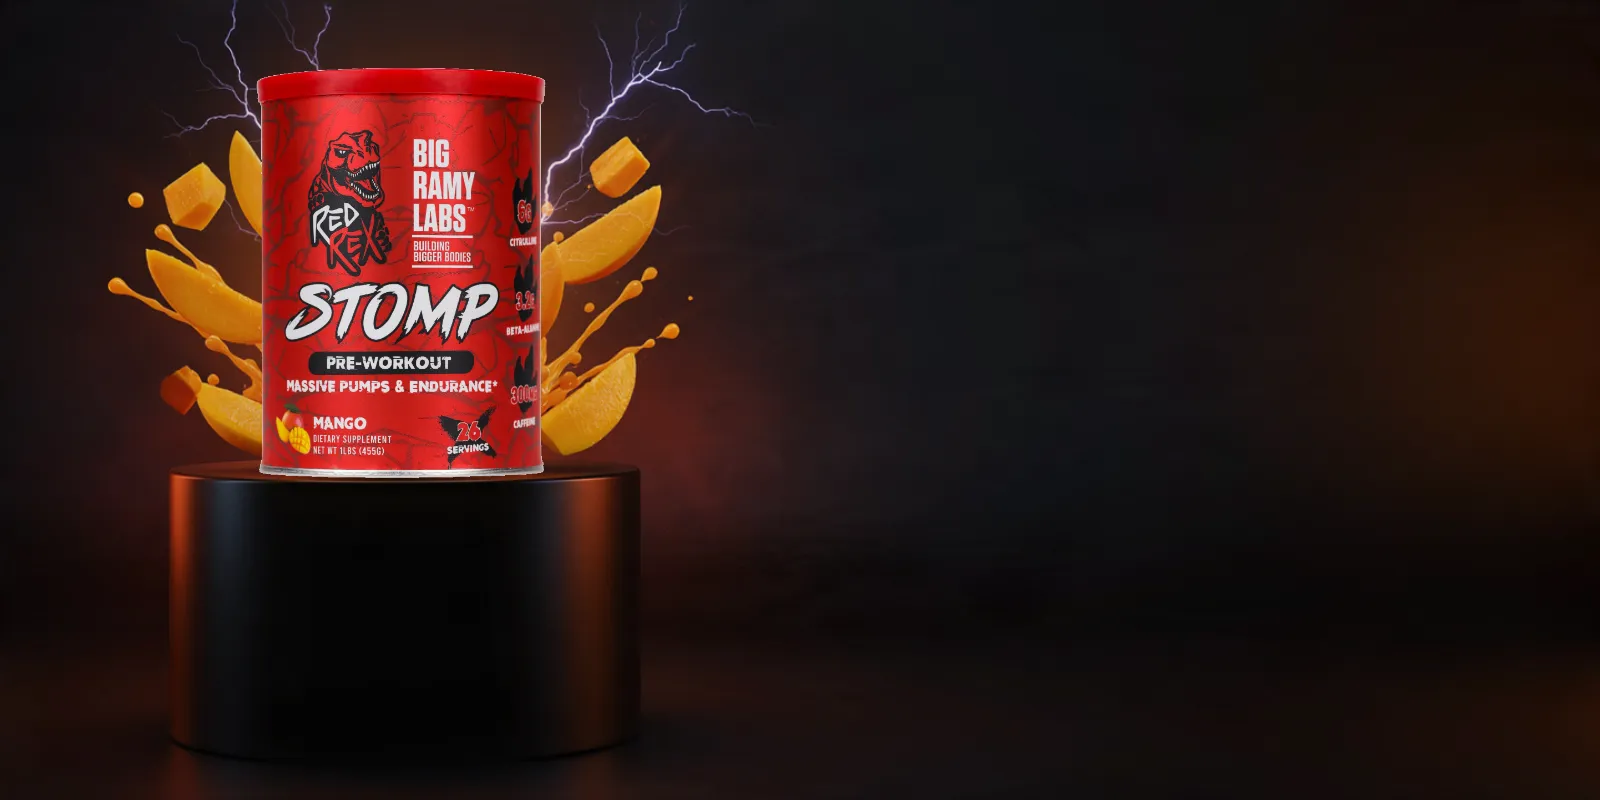 BIG
RAMY
LABS™
RED
REX
BUILDING
BIGGER BODIES
STOMP
PRE-WORKOUT
MASSIVE PUMPS & ENDURANCE*
MANGO
DIETARY SUPPLEMENT
NET WT 1LBS (455G)
26
SERVINGS
6G
CITRULLINE
3.2G
BETA-ALANINE
300MG
CAFFEINE